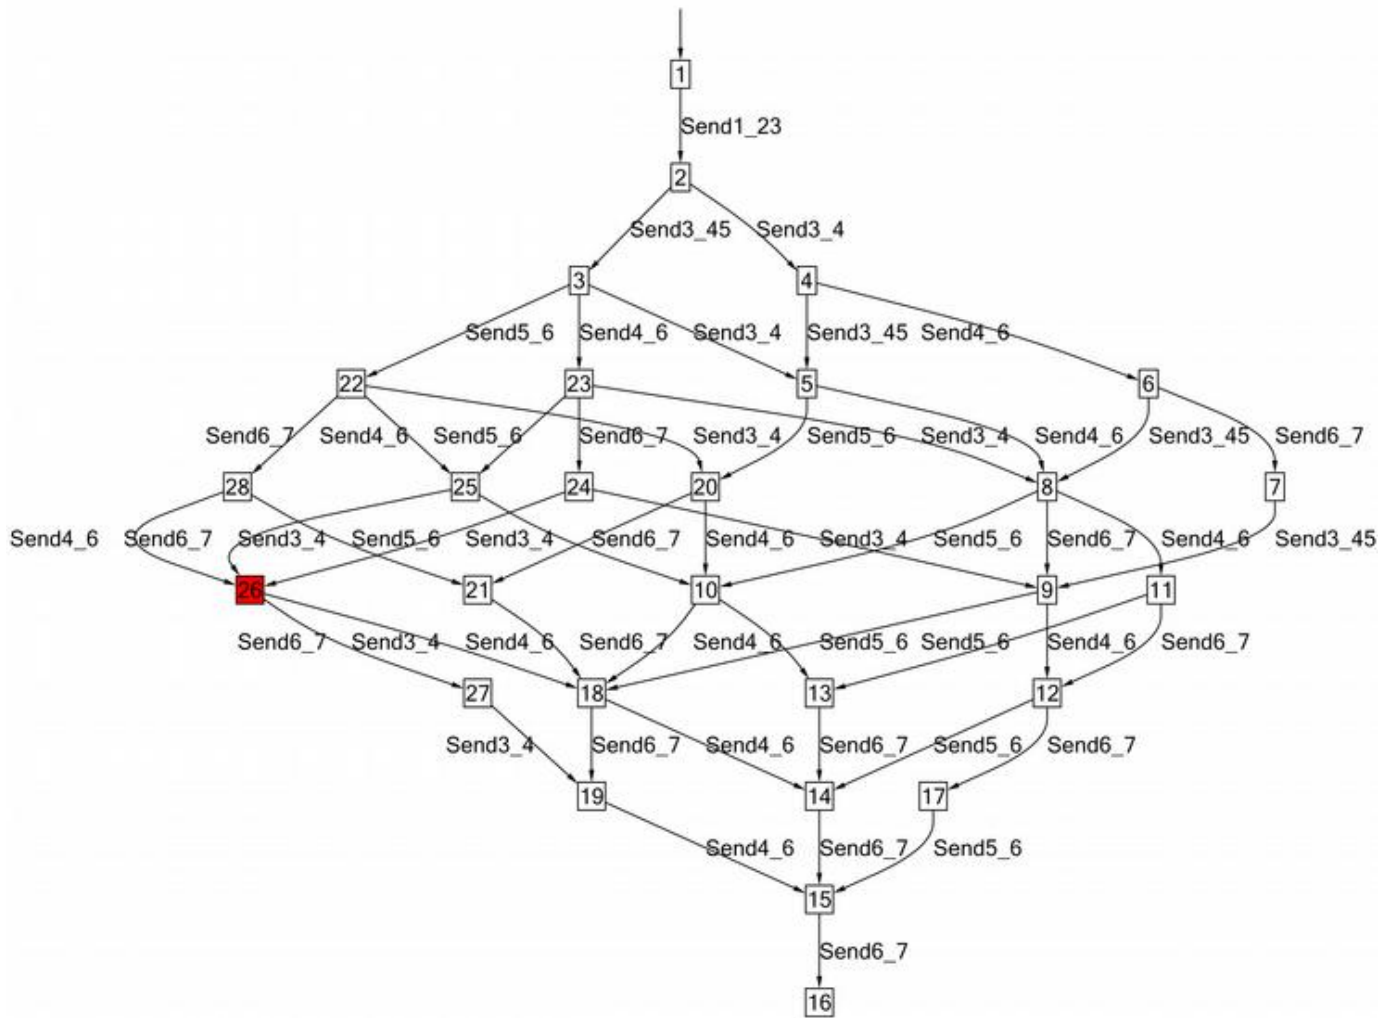 1
Send1_23
2
Send3_45 Send3_4
3 4
Send5_6 Send4_6 Send3_4 Send3_45 Send4_6
22 23 5 6
Send6_7 Send4_6 Send5_6 Send6_7 Send3_4 Send5_6 Send3_4 Send4_6 Send3_45 Send6_7
28 25 24 20 8 7
Send4_6 Send6_7 Send3_4 Send5_6 Send3_4 Send6_7 Send4_6 Send3_4 Send5_6 Send6_7 Send4_6 Send3_45
26 21 10 9 11
Send6_7 Send3_4 Send4_6 Send6_7 Send4_6 Send5_6 Send5_6 Send4_6 Send6_7
27 18 13 12
Send3_4 Send6_7 Send4_6 Send6_7 Send5_6 Send6_7
19 14 17
Send4_6 Send6_7 Send5_6
15
Send6_7
16